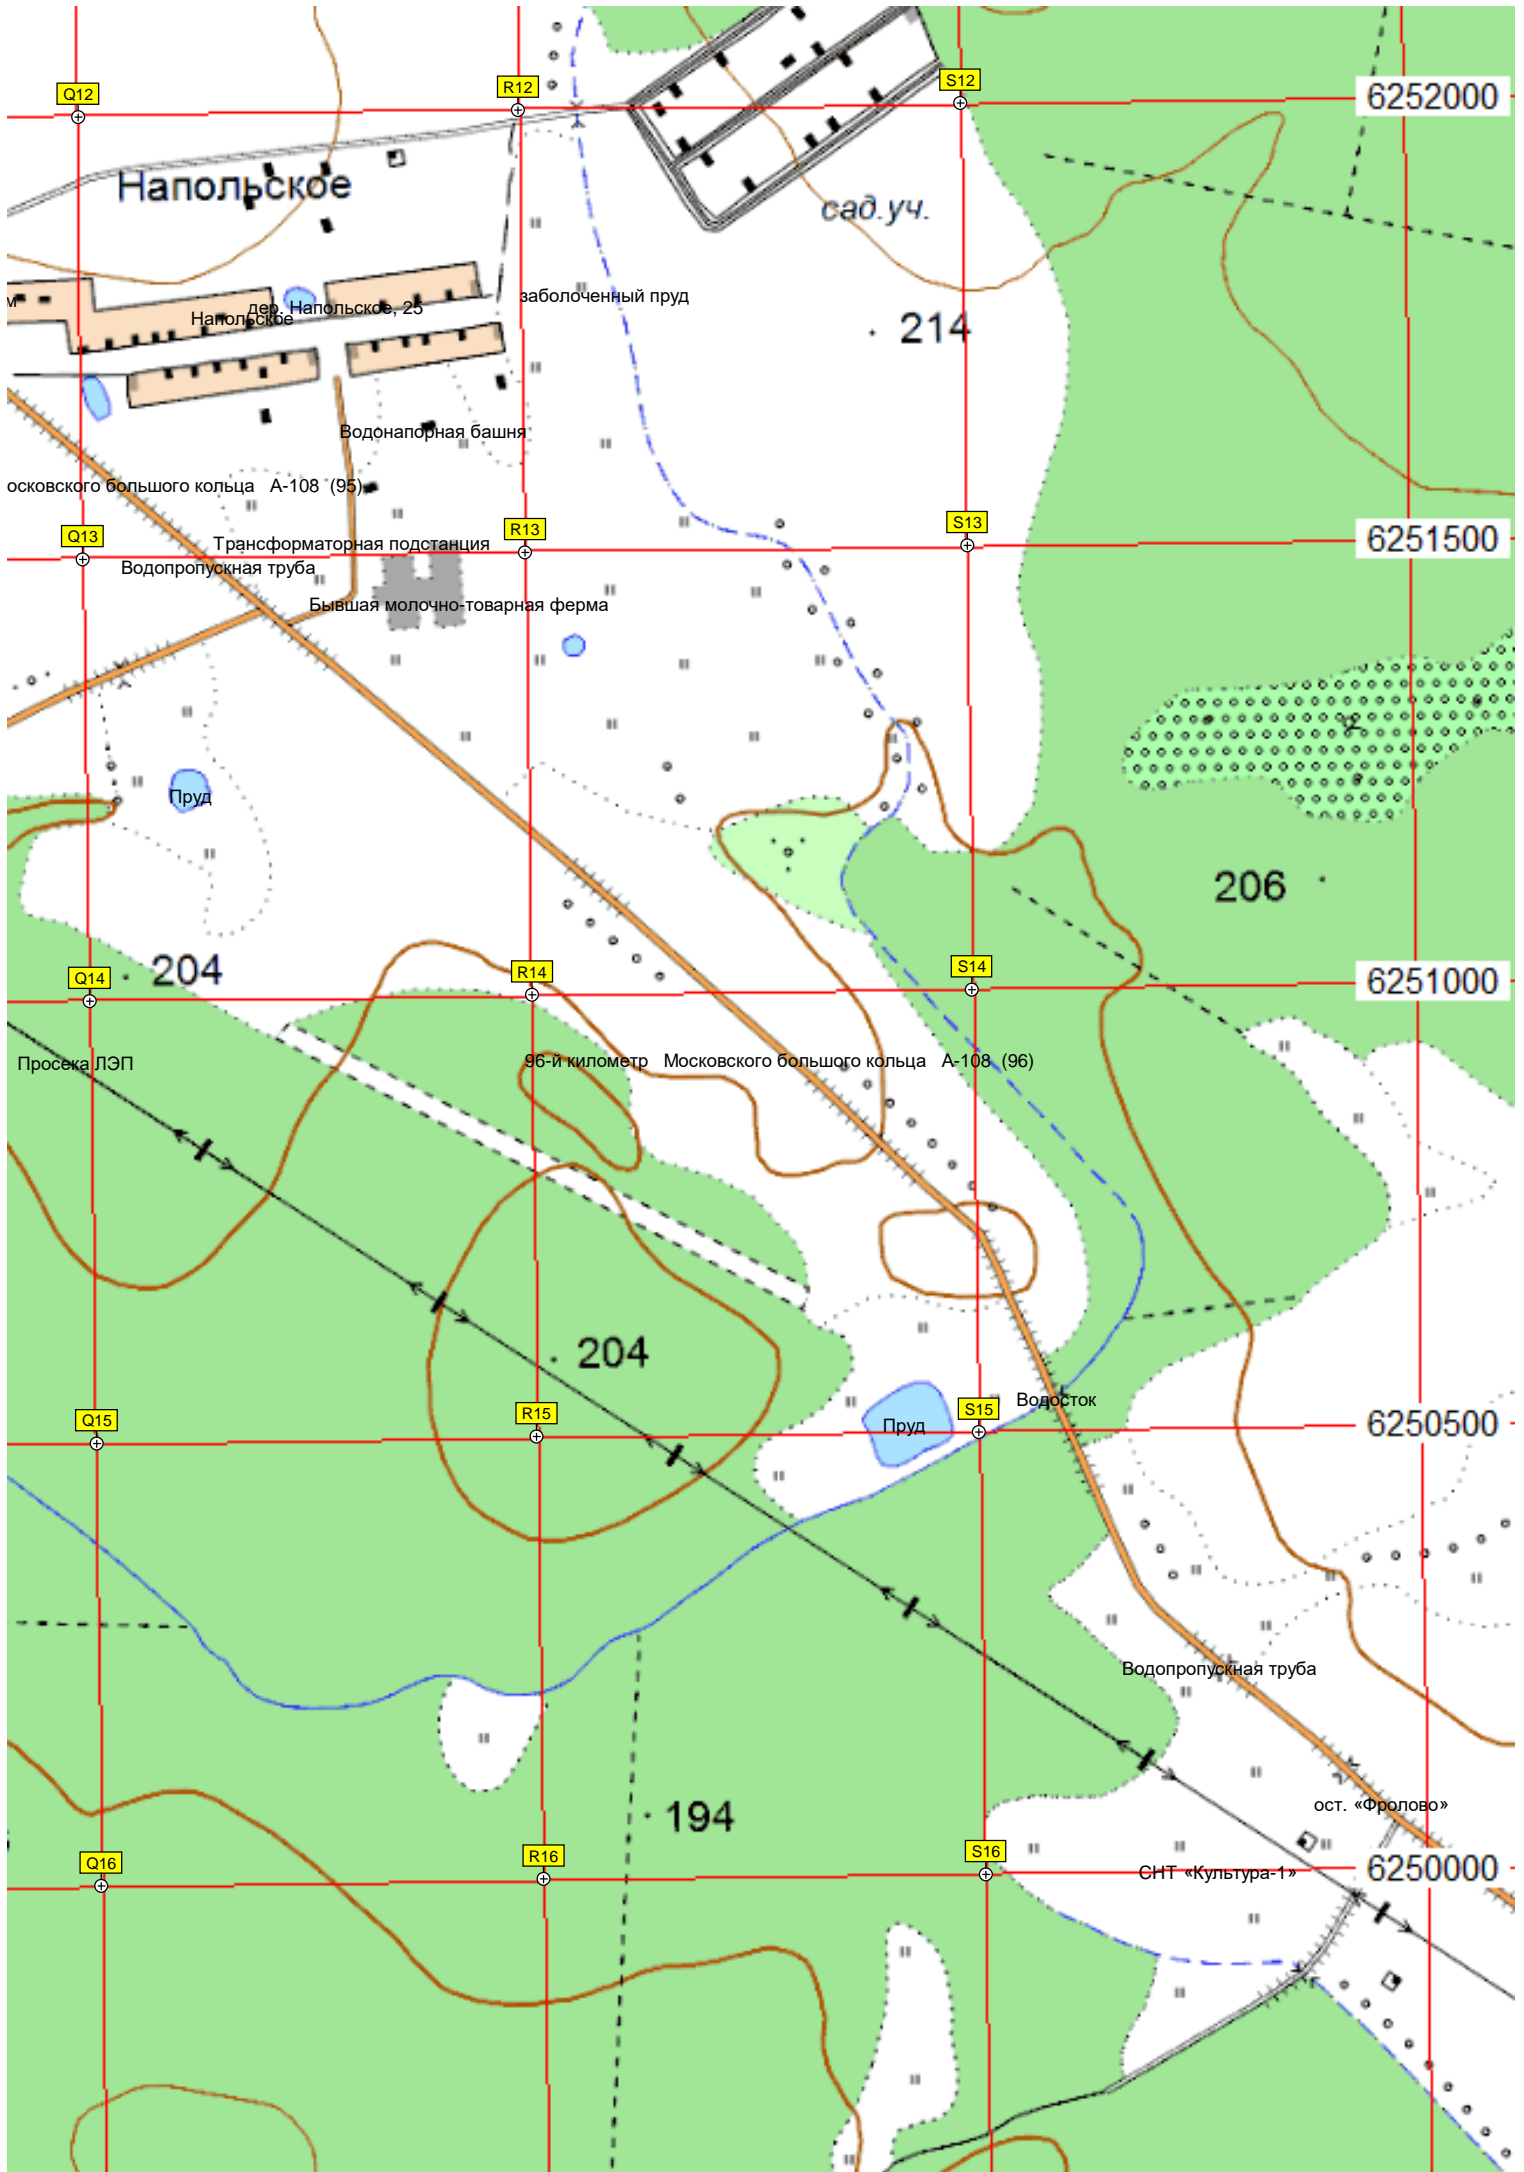 Q12
R12
S12
6252000
Напольское
сад.уч.
м
дер. Напольское, 25
Напольское
заболоченный пруд
214
Водонапорная башня
осковского большого кольца А-108 (95)
Q13
R13
S13
6251500
Трансформаторная подстанция
Водопропускная труба
Бывшая молочно-товарная ферма
Пруд
206
204
Q14
R14
S14
6251000
Просека ЛЭП
96-й километр Московского большого кольца А-108 (96)
204
Q15
R15
S15
Водосток
Пруд
6250500
Водопропускная труба
194
ост. «Фролово»
Q16
R16
S16
6250000
СНТ «Культура-1»